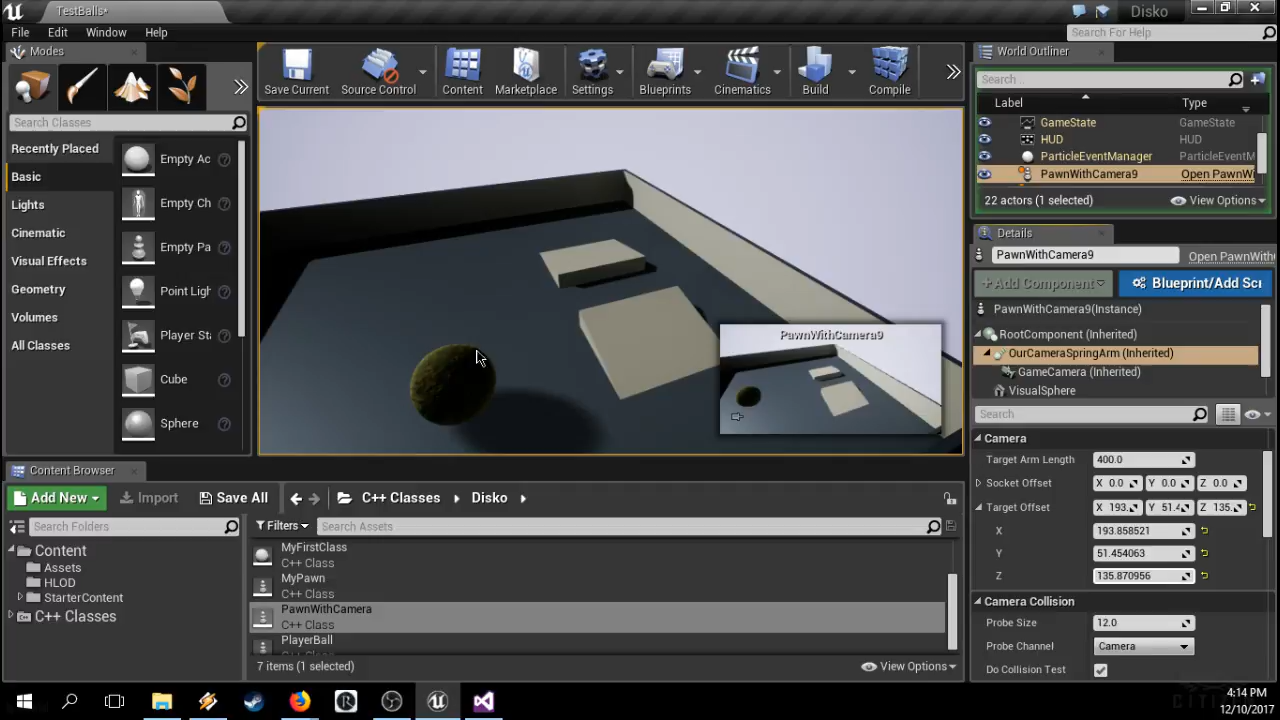 TestBalls*
Disko
File
Edit
Window
Help
Search For Help
Modes
Search Classes
Recently Placed
Basic
Lights
Cinematic
Visual Effects
Geometry
Volumes
All Classes
Empty Ac
Empty Ch
Empty Pa
Point Ligh
Player Sta
Cube
Sphere
Save Current
Source Control
Content
Marketplace
Settings
Blueprints
Cinematics
Build
Compile
PawnWithCamera9
World Outliner
Search...
Label
Type
GameState
GameState
HUD
HUD
ParticleEventManager
ParticleEventM
PawnWithCamera9
Open PawnWi
22 actors (1 selected)
View Options
Details
PawnWithCamera9
Open PawnWith
+ Add Component
Blueprint/Add Scr
PawnWithCamera9(Instance)
RootComponent (Inherited)
OurCameraSpringArm (Inherited)
GameCamera (Inherited)
VisualSphere
Search
Camera
Target Arm Length
400.0
Socket Offset
X 0.0
Y 0.0
Z 0.0
Target Offset
X 193.
Y 51.4
Z 135.
X
193.858521
Y
51.454063
Z
135.870956
Camera Collision
Probe Size
12.0
Probe Channel
Camera
Do Collision Test
Content Browser
Add New
Import
Save All
C++ Classes
Disko
Search Folders
Filters
Search Assets
Content
Assets
HLOD
StarterContent
C++ Classes
MyFirstClass
C++ Class
MyPawn
C++ Class
PawnWithCamera
C++ Class
PlayerBall
7 items (1 selected)
View Options
4:14 PM
12/10/2017